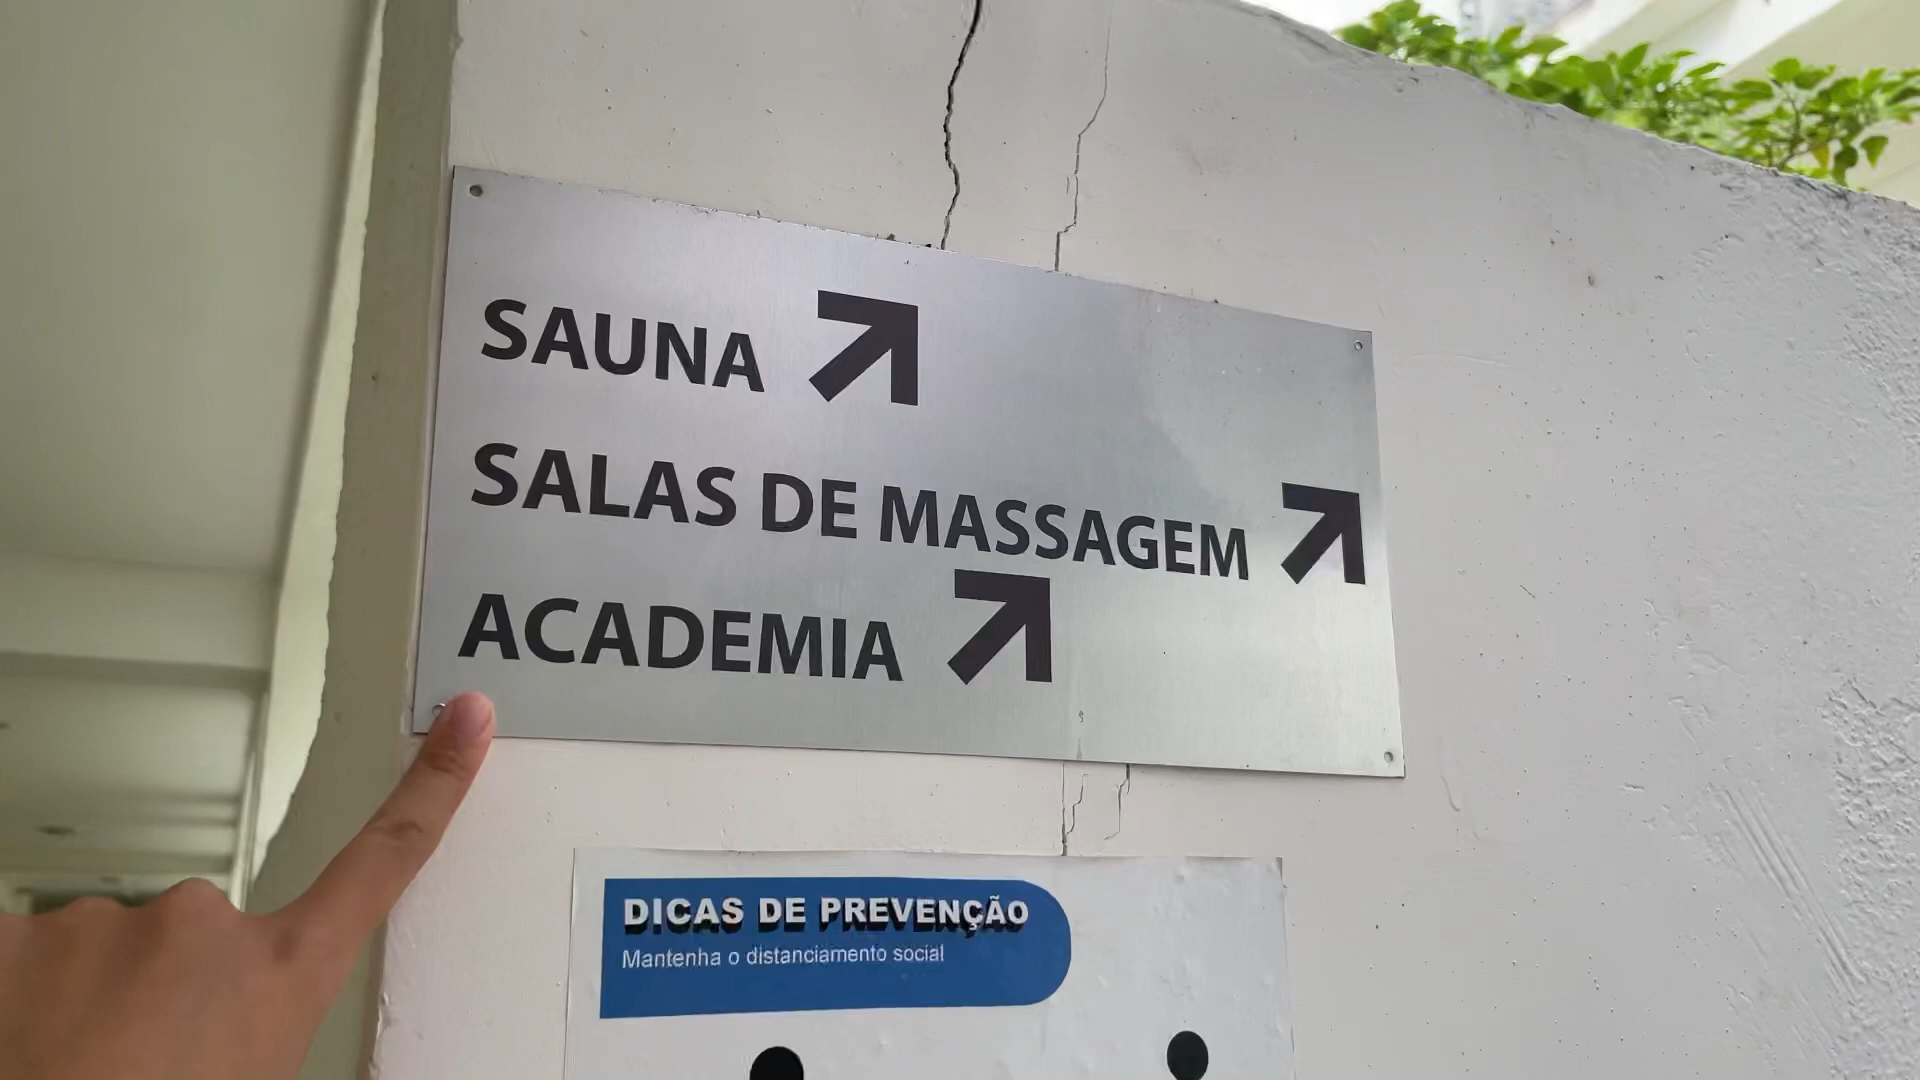 SAUNA
SALAS DE MASSAGEM
ACADEMIA
DICAS DE PREVENÇÃO
Mantenha o distanciamento social